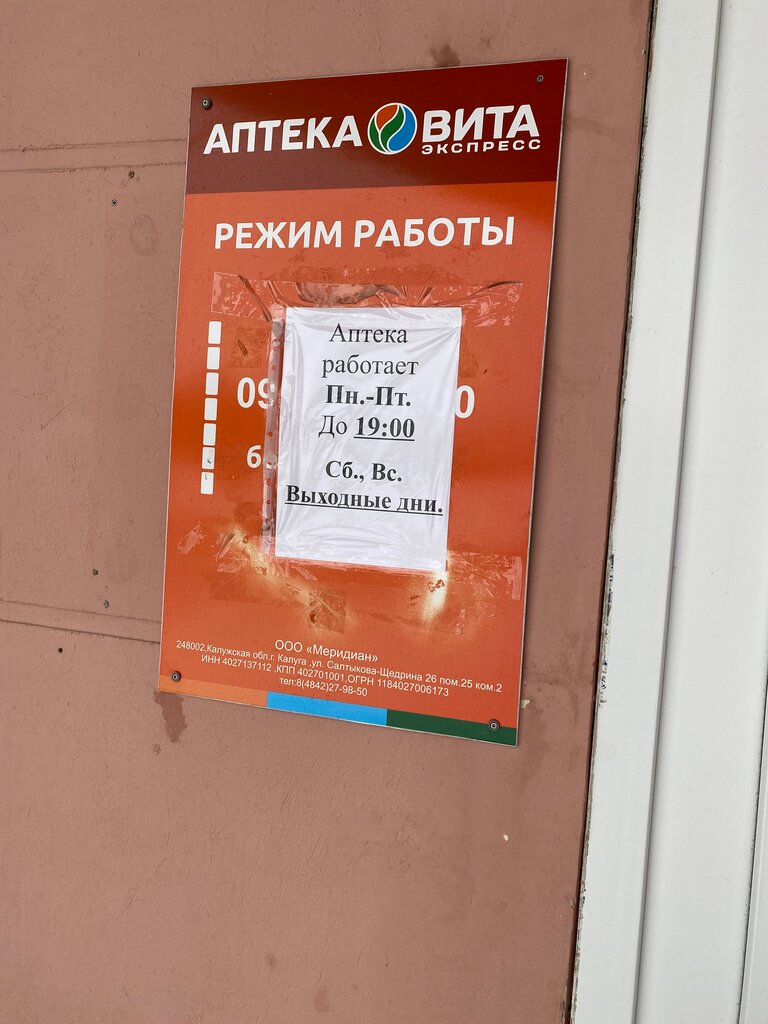 АПТЕКА ВИТА
ЭКСПРЕСС
РЕЖИМ РАБОТЫ
Аптека
работает
Пн.-Пт.
До 19:00
Сб., Вс.
Выходные дни.
ООО «Меридиан»
248002,Калужская обл.г. Калуга ,ул. Салтыкова-Щедрина 26 пом.25 ком.2
ИНН 4027137112 ,КПП 402701001,ОГРН 1184027006173
тел:8(4842)27-98-50